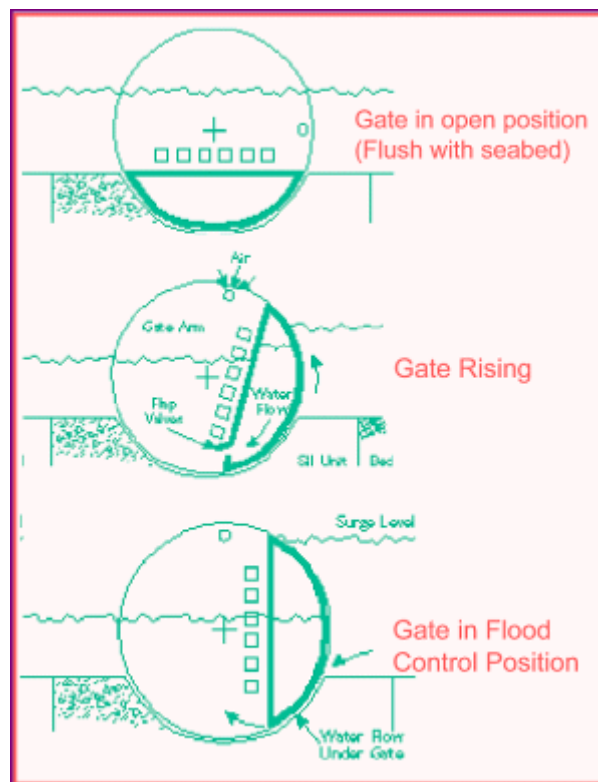 Gate in open position
(Flush with seabed)
Air
Gate Arm
Flap
Valves
Water
Flow
Gate Rising
Sill Unit
Bed
Surge Level
Gate in Flood
Control Position
Water Flow
Under Gate